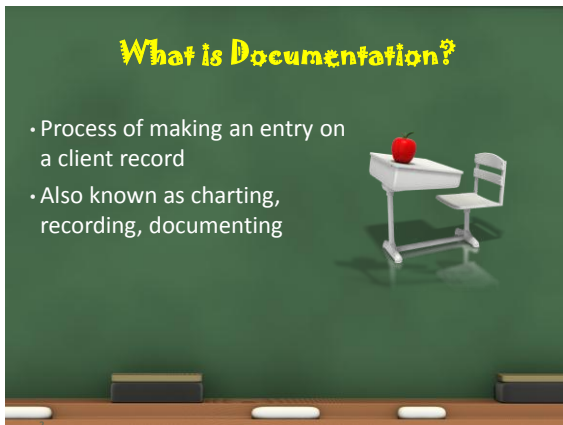 What is Documentation?
• Process of making an entry on
a client record
• Also known as charting,
recording, documenting